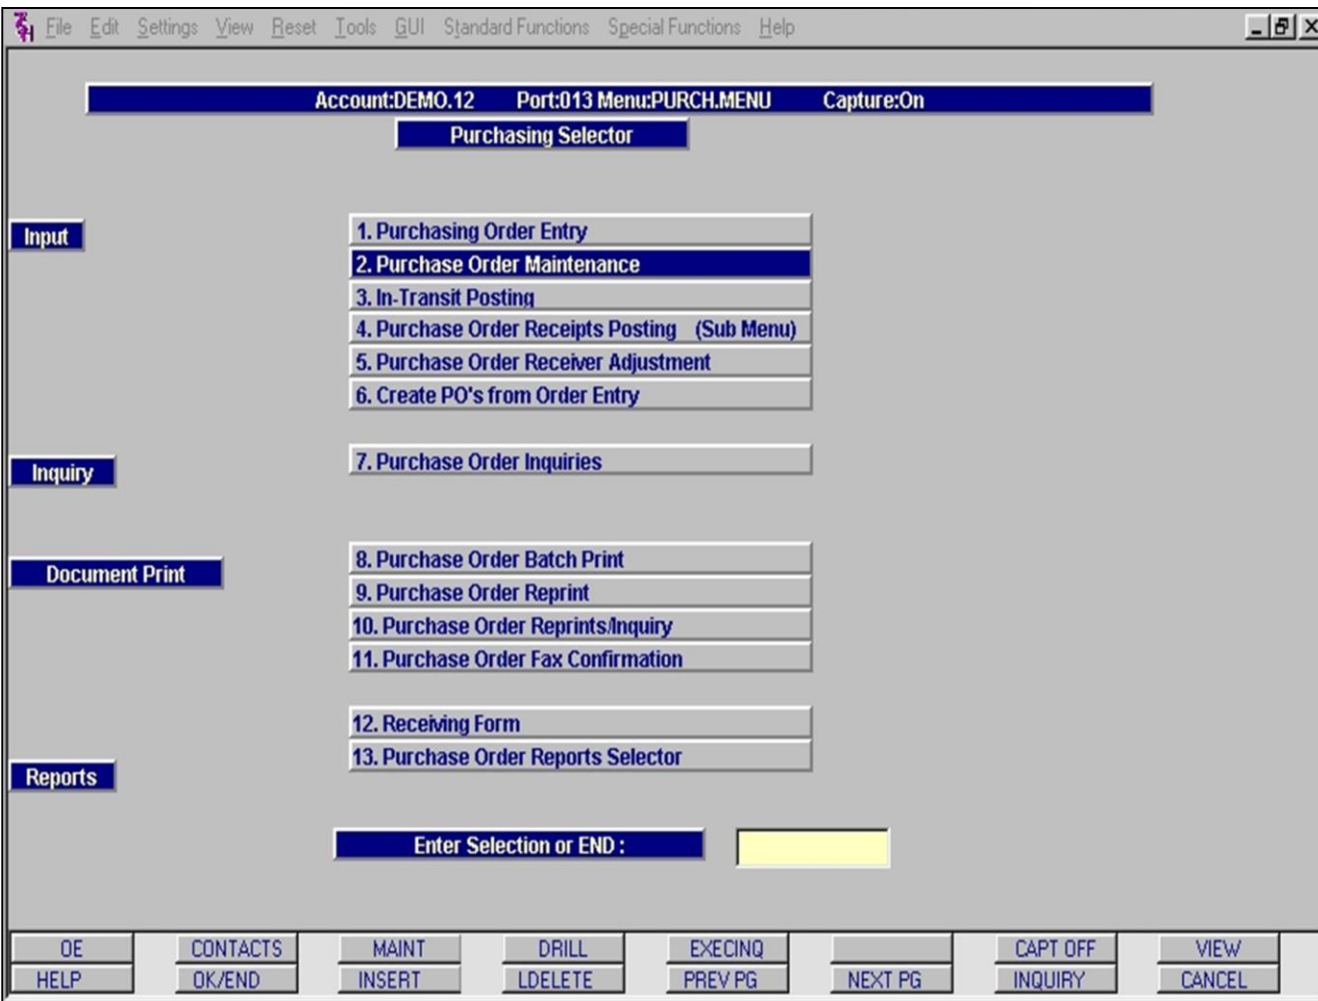 File Edit Settings View Reset Tools GUI Standard Functions Special Functions Help
Account:DEMO.12 Port:013 Menu:PURCH.MENU Capture:On
Purchasing Selector
Input
1. Purchasing Order Entry
2. Purchase Order Maintenance
3. In-Transit Posting
4. Purchase Order Receipts Posting (Sub Menu)
5. Purchase Order Receiver Adjustment
6. Create PO's from Order Entry
Inquiry
7. Purchase Order Inquiries
Document Print
8. Purchase Order Batch Print
9. Purchase Order Reprint
10. Purchase Order Reprints/Inquiry
11. Purchase Order Fax Confirmation
12. Receiving Form
13. Purchase Order Reports Selector
Reports
Enter Selection or END :
OE CONTACTS MAINT DRILL EXECINQ CAPT OFF VIEW
HELP OK/END INSERT LDELETE PREV PG NEXT PG INQUIRY CANCEL